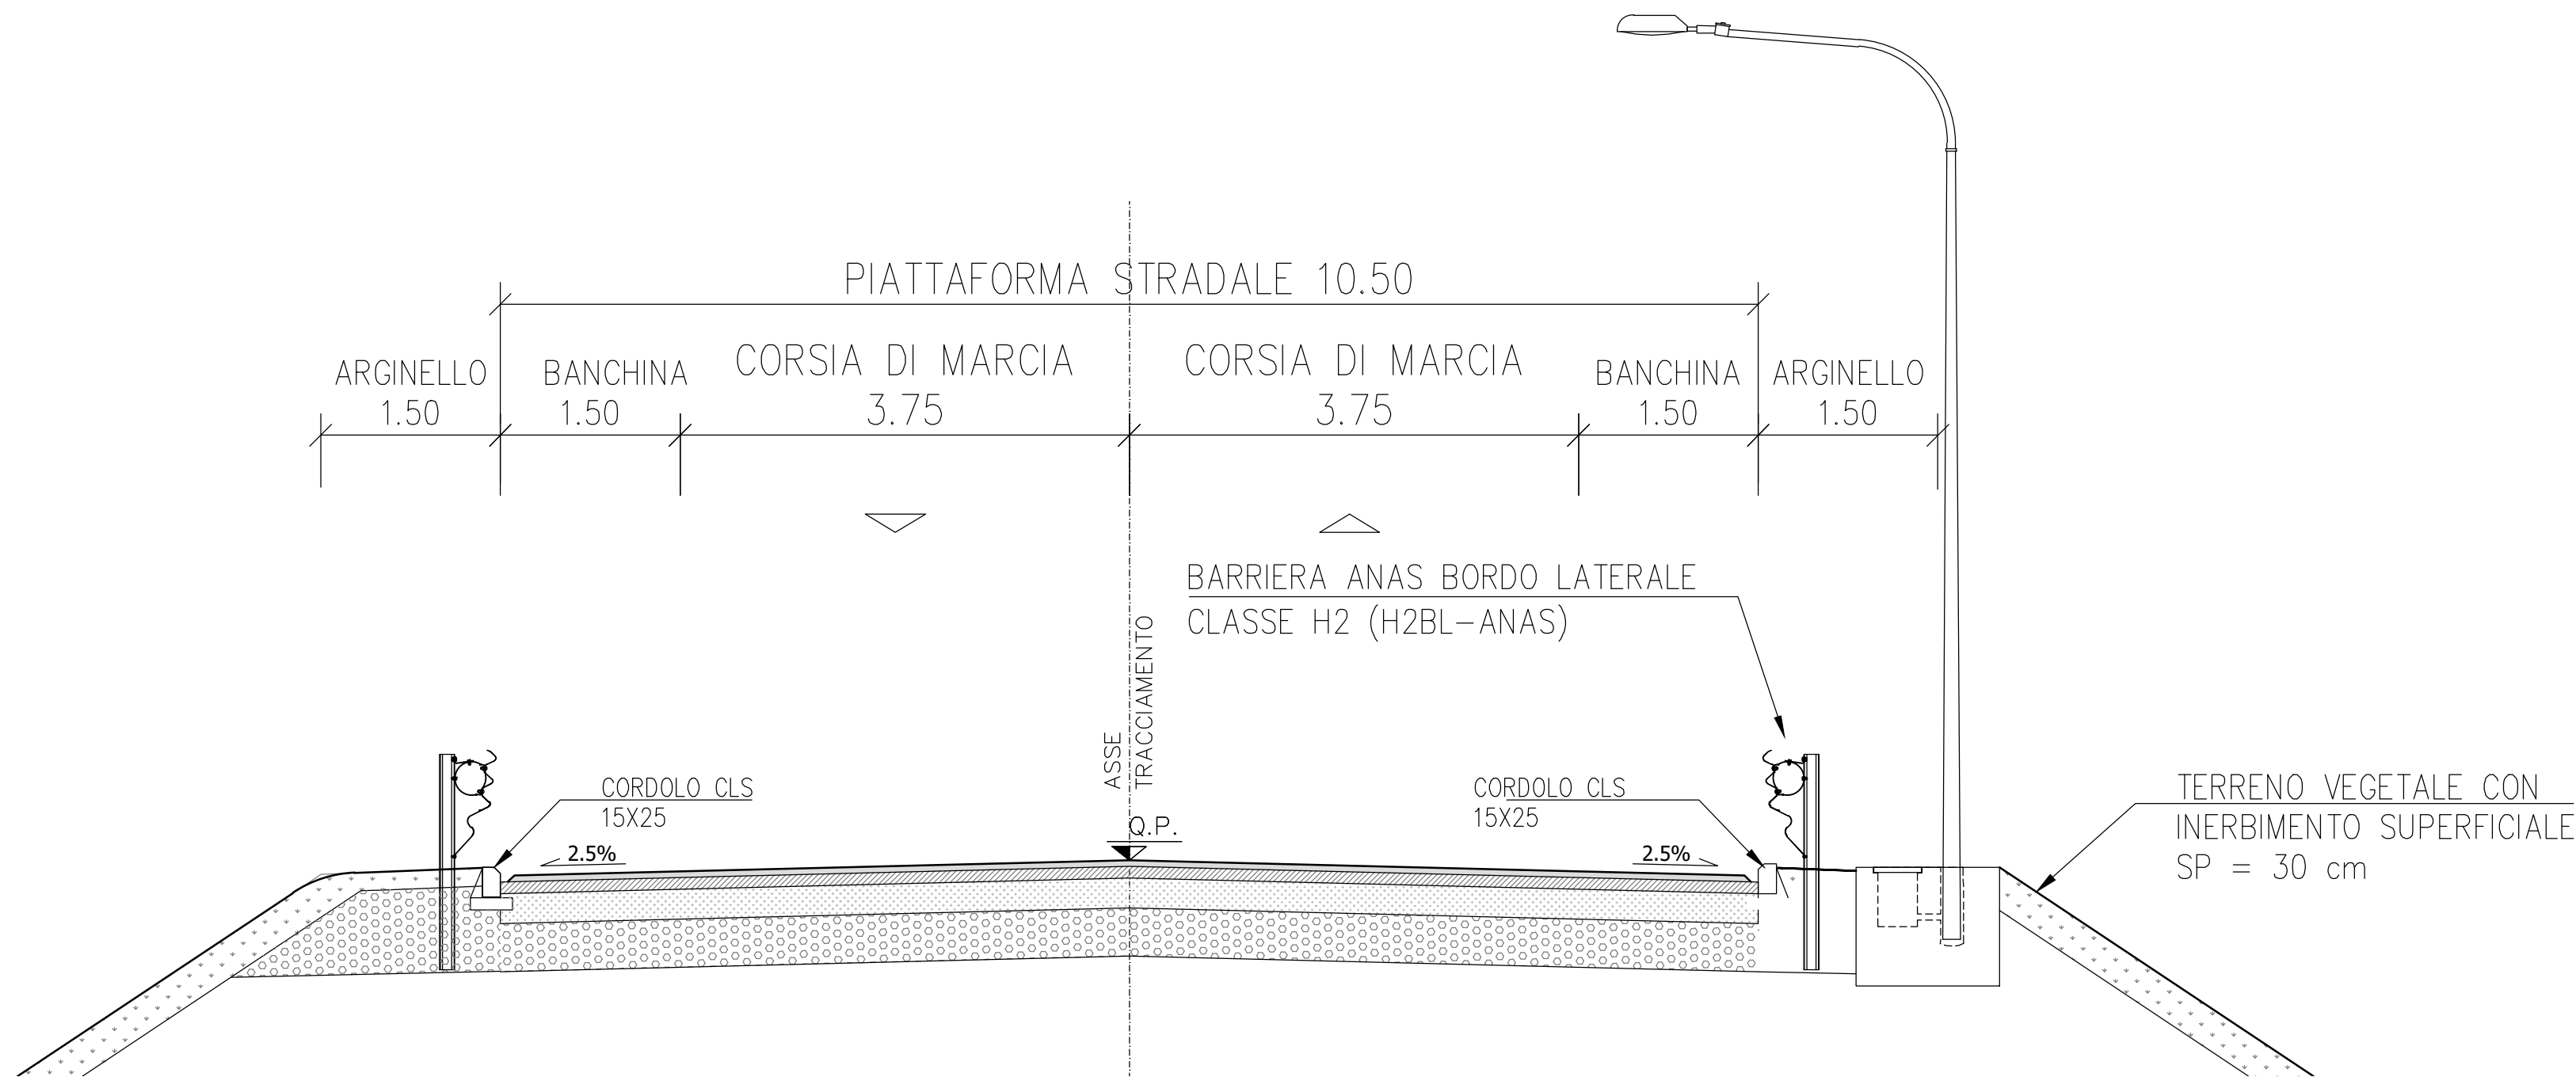 PIATTAFORMA STRADALE 10.50
ARGINELLO
1.50
BANCHINA
1.50
CORSIA DI MARCIA
3.75
CORSIA DI MARCIA
3.75
BANCHINA
1.50
ARGINELLO
1.50
BARRIERA ANAS BORDO LATERALE
CLASSE H2 (H2BL-ANAS)
ASSE
TRACCIAMENTO
CORDOLO CLS
15X25
CORDOLO CLS
15X25
TERRENO VEGETALE CON
INERBIMENTO SUPERFICIALE
SP = 30 cm
Q.P.
2.5%
2.5%